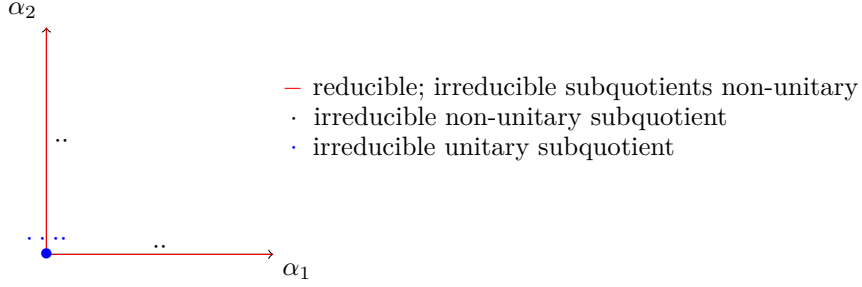 α₂
— reducible; irreducible subquotients non-unitary
· irreducible non-unitary subquotient
· irreducible unitary subquotient
α₁